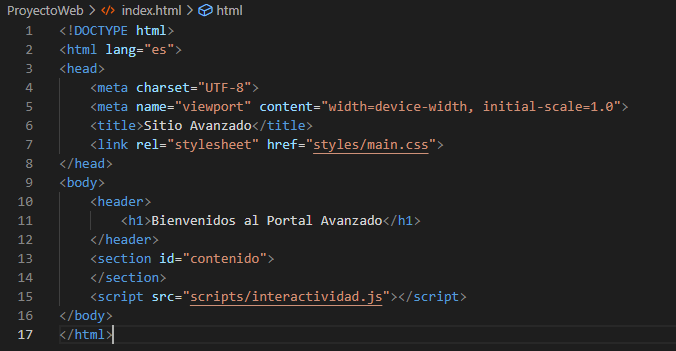 ProyectoWeb > <> index.html > html
1 <!DOCTYPE html>
2 <html lang="es">
3 <head>
4     <meta charset="UTF-8">
5     <meta name="viewport" content="width=device-width, initial-scale=1.0">
6     <title>Sitio Avanzado</title>
7     <link rel="stylesheet" href="styles/main.css">
8 </head>
9 <body>
10     <header>
11         <h1>Bienvenidos al Portal Avanzado</h1>
12     </header>
13     <section id="contenido">
14     </section>
15     <script src="scripts/interactividad.js"></script>
16 </body>
17 </html>